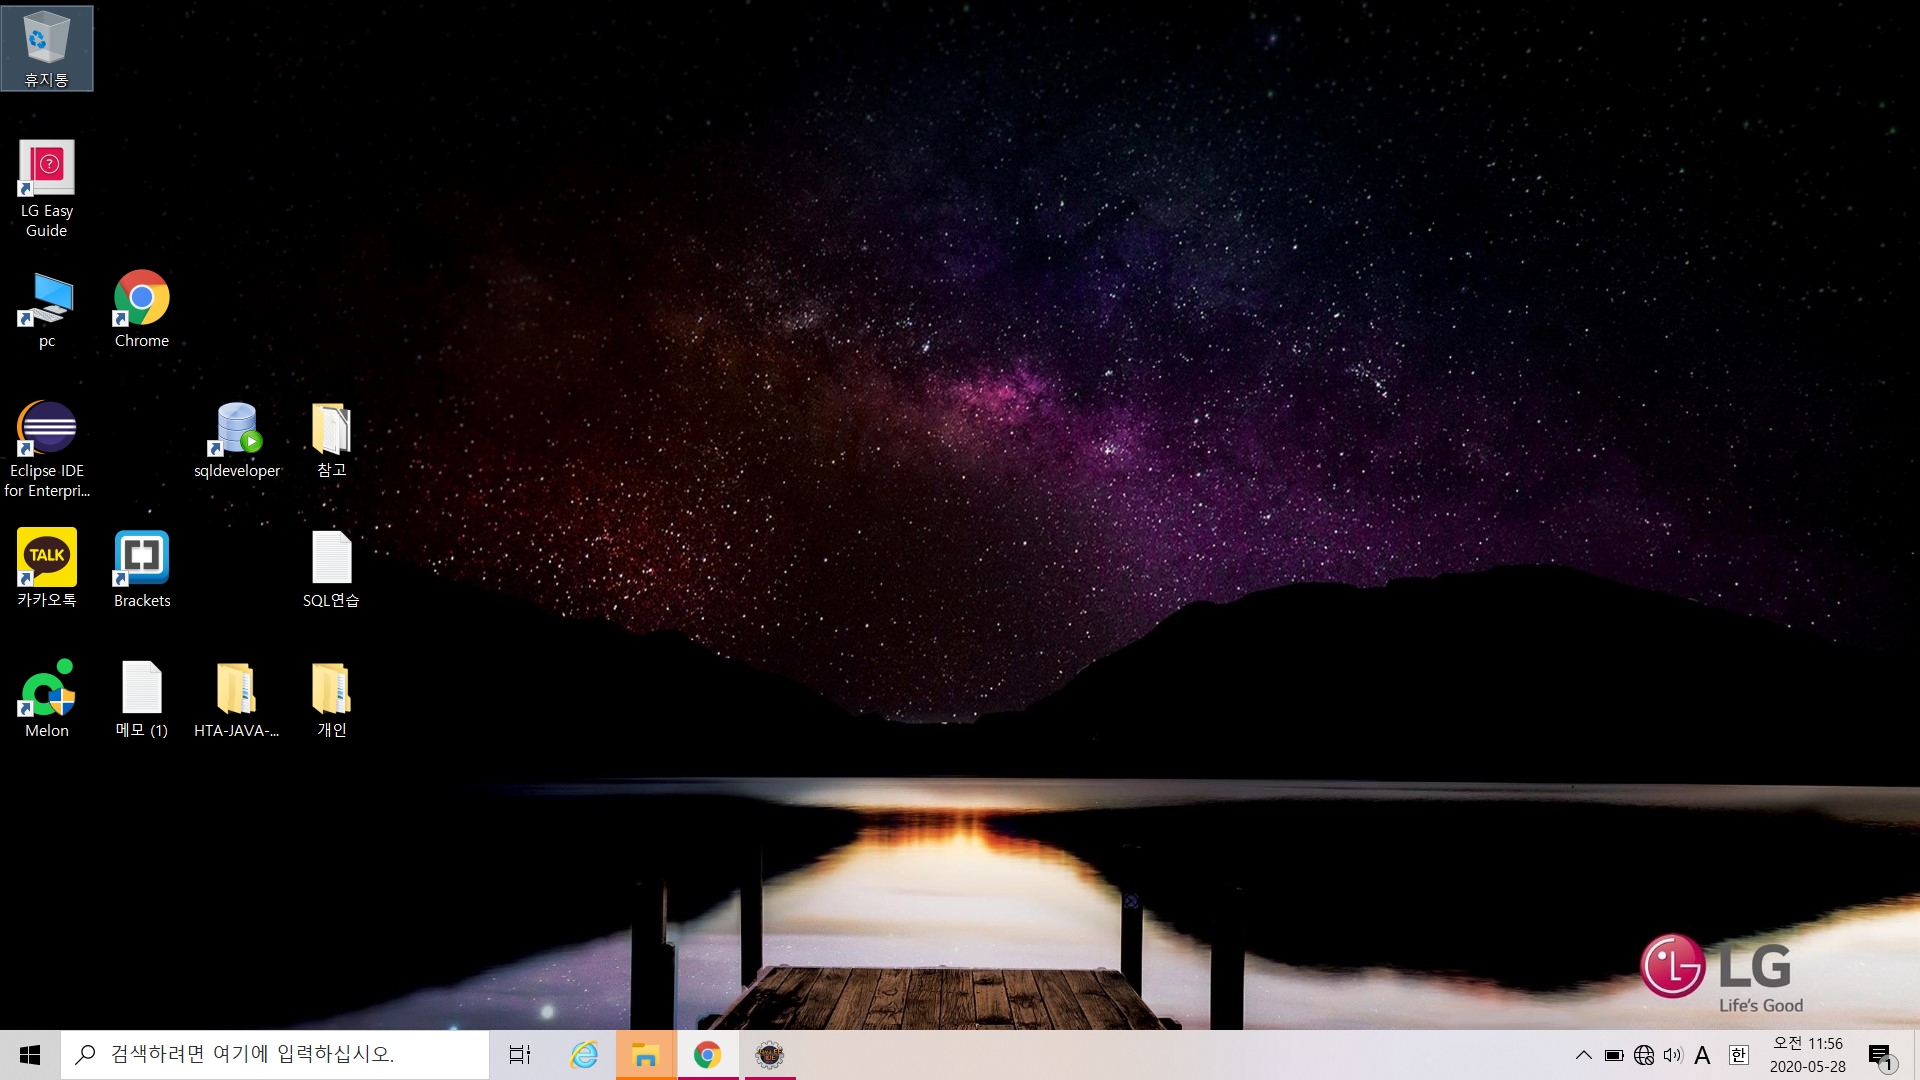 휴지통
LG Easy
Guide
pc
Chrome
Eclipse IDE
for Enterpri...
sqldeveloper
참고
TALK
카카오톡
Brackets
SQL연습
Melon
메모 (1)
HTA-JAVA-...
개인
LG
Life's Good
검색하려면 여기에 입력하십시오.
Java EE
IDE
A
한
오전 11:56
2020-05-28
1